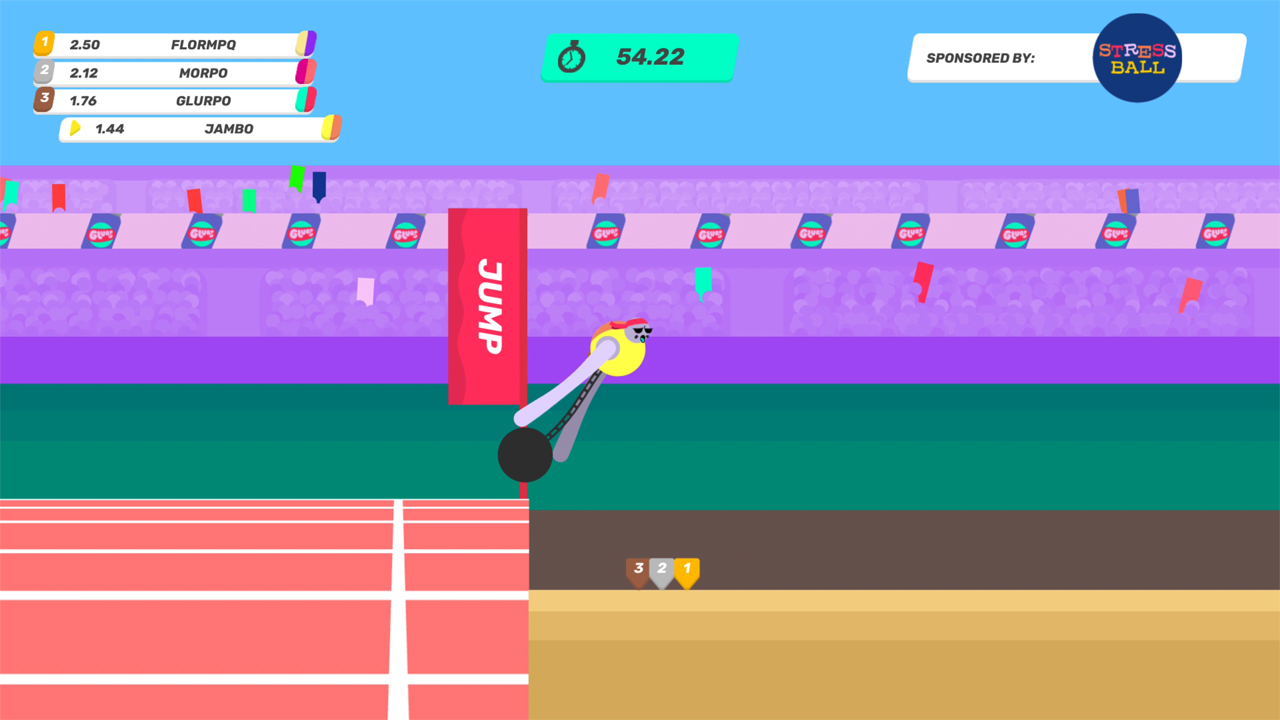 1 2.50 FLORMPQ
2 2.12 MORPO
3 1.76 GLURPO
1.44 JAMBO
54.22
SPONSORED BY:
STRESS
BALL
JUMP
3 2 1